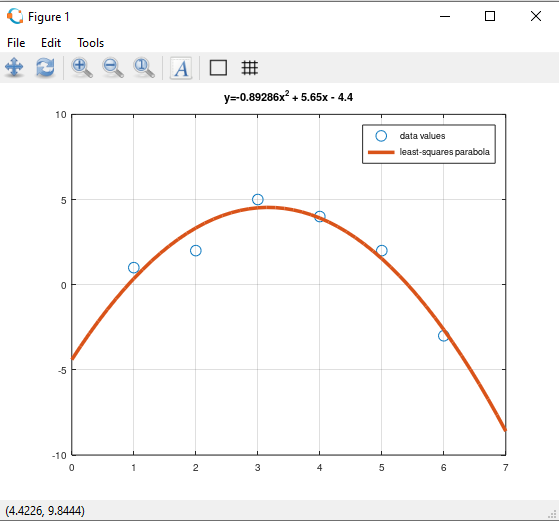 Figure 1
File Edit Tools
A
y=-0.89286x² + 5.65x - 4.4
data values
least-squares parabola
10
5
0
-5
-10
0 1 2 3 4 5 6 7
(4.4226, 9.8444)